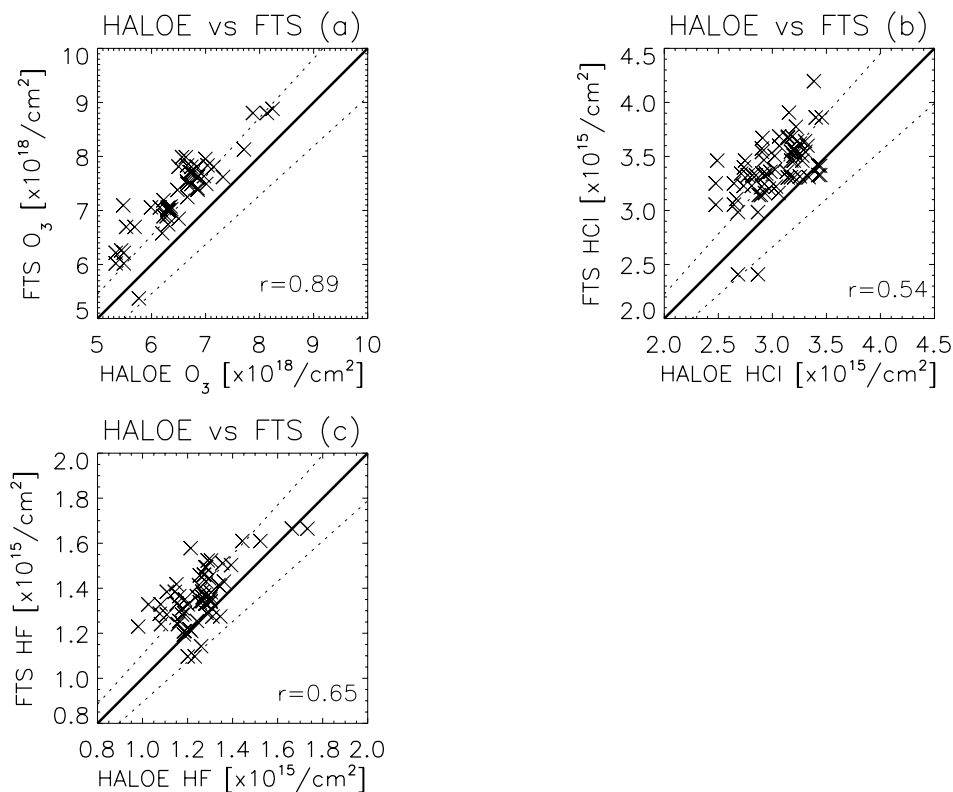 HALOE vs FTS (a)
10
9
8
7
6
5
FTS O3 [x10^18/cm^2]
r=0.89
5 6 7 8 9 10
HALOE O3 [x10^18/cm^2]
HALOE vs FTS (b)
4.5
4.0
3.5
3.0
2.5
2.0
FTS HCl [x10^15/cm^2]
r=0.54
2.0 2.5 3.0 3.5 4.0 4.5
HALOE HCl [x10^15/cm^2]
HALOE vs FTS (c)
2.0
1.8
1.6
1.4
1.2
1.0
0.8
FTS HF [x10^15/cm^2]
r=0.65
0.8 1.0 1.2 1.4 1.6 1.8 2.0
HALOE HF [x10^15/cm^2]